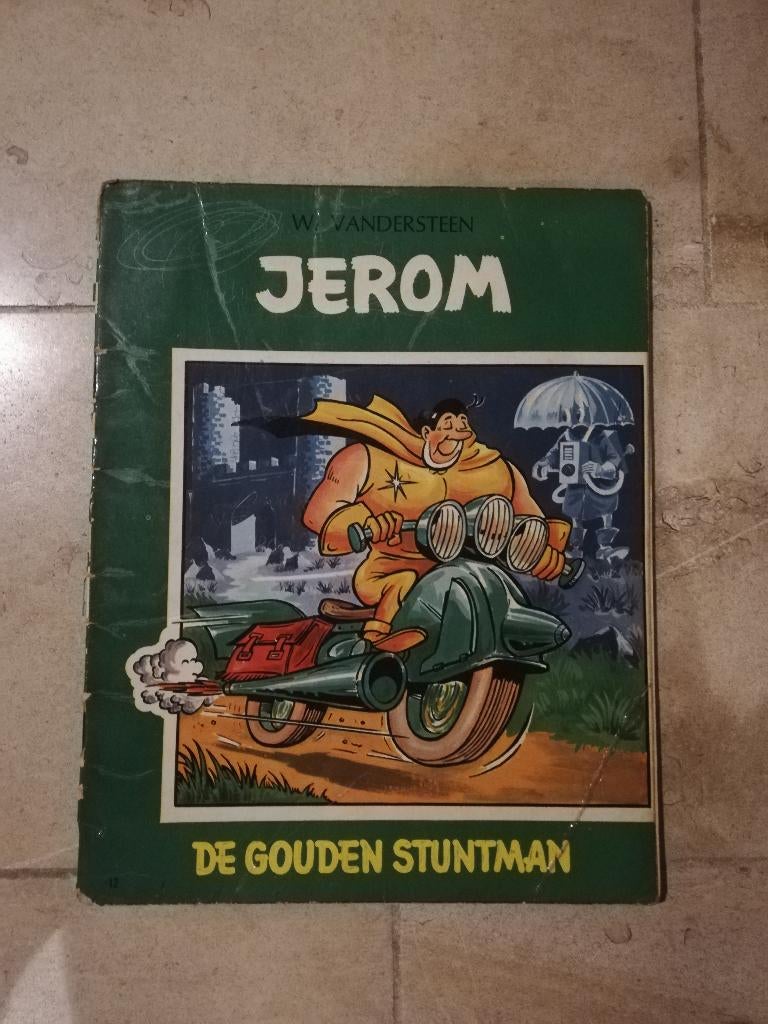 W. VANDERSTEEN
JEROM
DE GOUDEN STUNTMAN
12